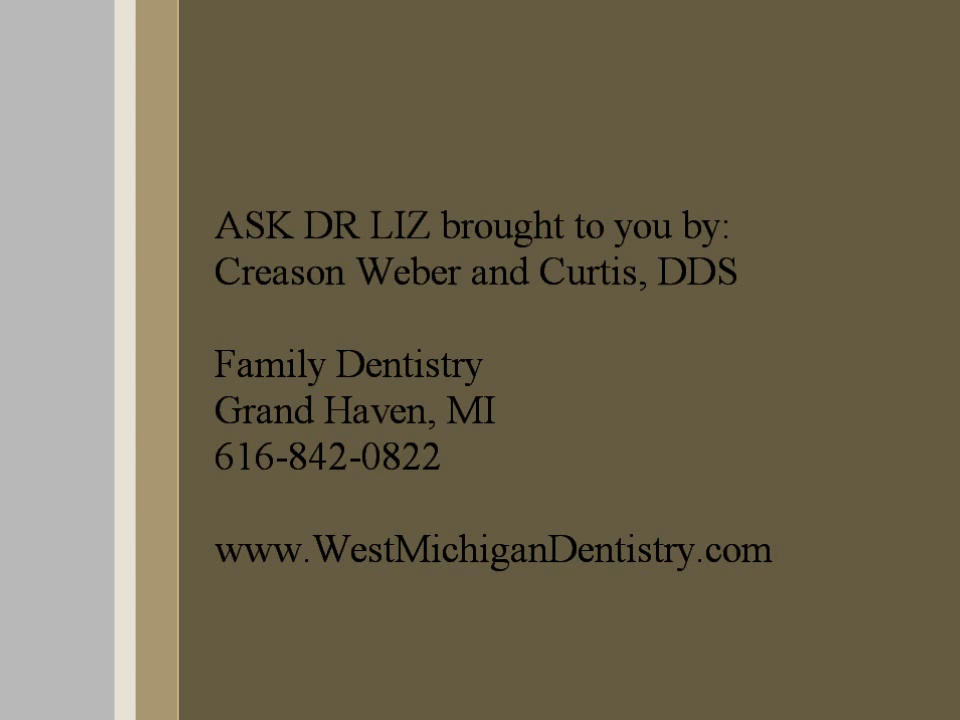 ASK DR LIZ brought to you by:
Creason Weber and Curtis, DDS
Family Dentistry
Grand Haven, MI
616-842-0822
www.WestMichiganDentistry.com